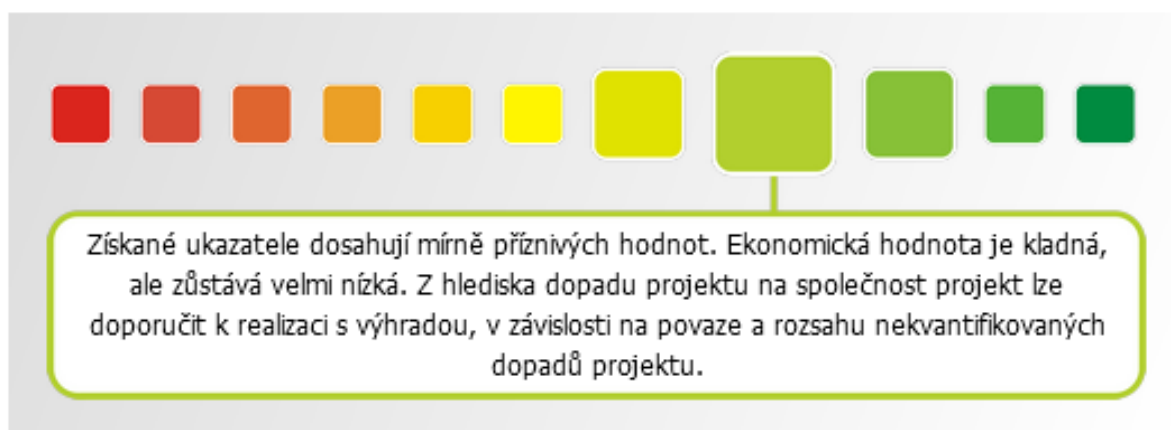 Získané ukazatele dosahují mírně příznivých hodnot. Ekonomická hodnota je kladná,
ale zůstává velmi nízká. Z hlediska dopadu projektu na společnost projekt lze
doporučit k realizaci s výhradou, v závislosti na povaze a rozsahu nekvantifikovaných
dopadů projektu.